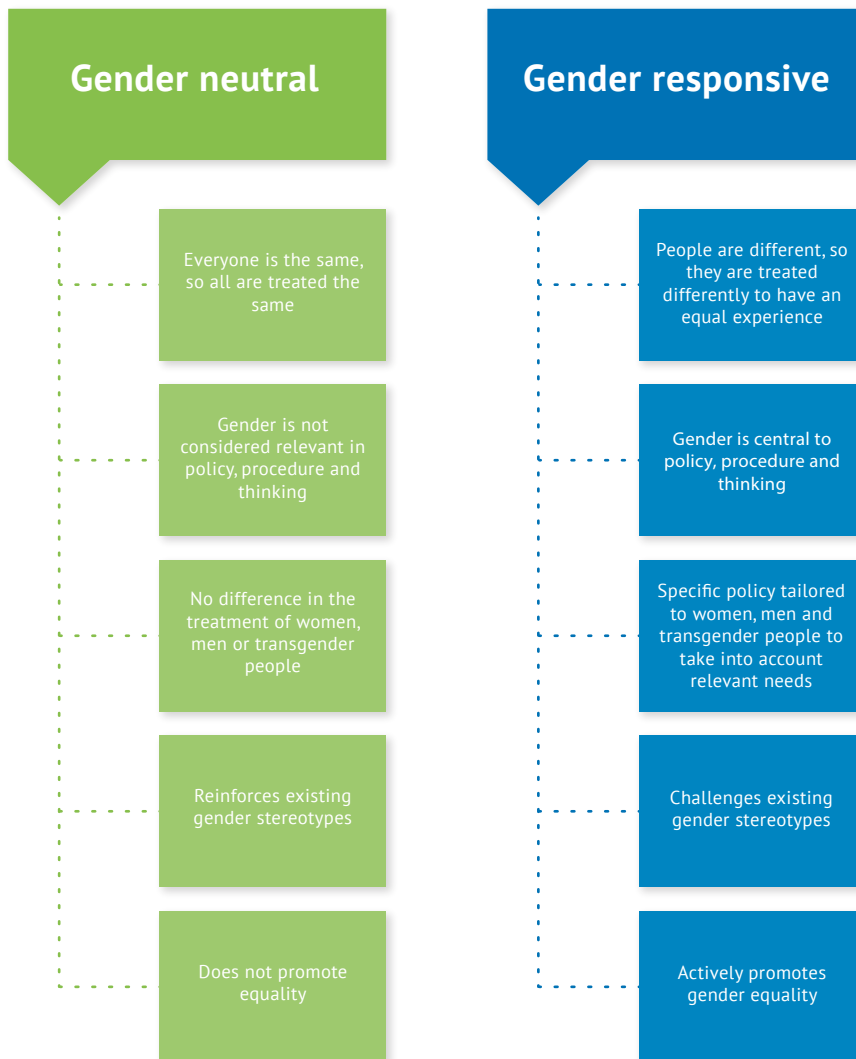 Gender neutral
Everyone is the same,
so all are treated the
same
Gender is not
considered relevant in
policy, procedure and
thinking
No difference in the
treatment of women,
men or transgender
people
Reinforces existing
gender stereotypes
Does not promote
equality
Gender responsive
People are different, so
they are treated
differently to have an
equal experience
Gender is central to
policy, procedure and
thinking
Specific policy tailored
to women, men and
transgender people to
take into account
relevant needs
Challenges existing
gender stereotypes
Actively promotes
gender equality